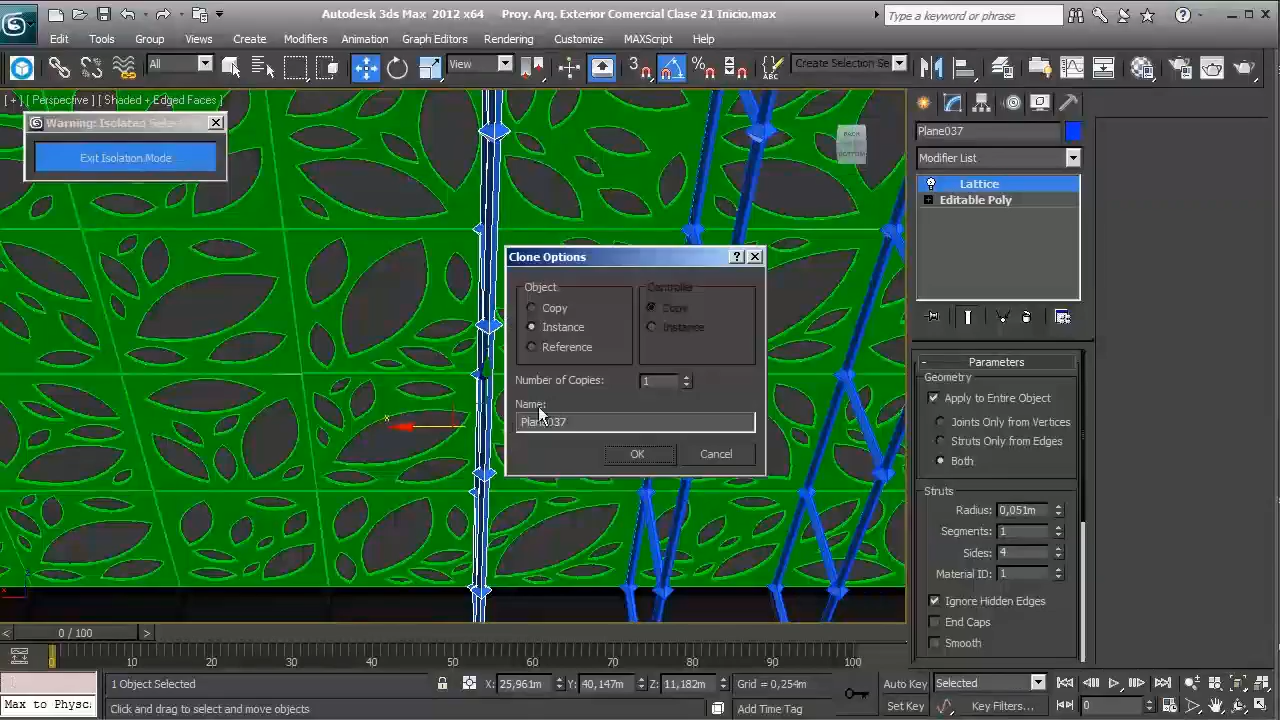 Autodesk 3ds Max 2012 x64 Proy. Arq. Exterior Comercial Clase 21 Inicio.max
Type a keyword or phrase
Edit Tools Group Views Create Modifiers Animation Graph Editors Rendering Customize MAXScript Help
All View 3 Create Selection Se
[ + ] [ Perspective ] [ Shaded + Edged Faces ]
Warning: Isolated Selection
Exit Isolation Mode
BACK
BOTTOM
Plane037
Modifier List
Lattice
Editable Poly
Clone Options
Object
Copy
Instance
Reference
Controller
Copy
Instance
Number of Copies: 1
Name:
Plane037
OK Cancel
x
Parameters
Geometry
Apply to Entire Object
Joints Only from Vertices
Struts Only from Edges
Both
Struts
Radius: 0,051m
Segments: 1
Sides: 4
Material ID: 1
Ignore Hidden Edges
End Caps
Smooth
0 / 100
0 10 20 30 40 50 60 70 80 90 100
1 Object Selected X: 25,961m Y: 40,147m Z: 11,182m Grid = 0,254m Auto Key Selected
Max to Physc Click and drag to select and move objects Add Time Tag Set Key Key Filters... 0